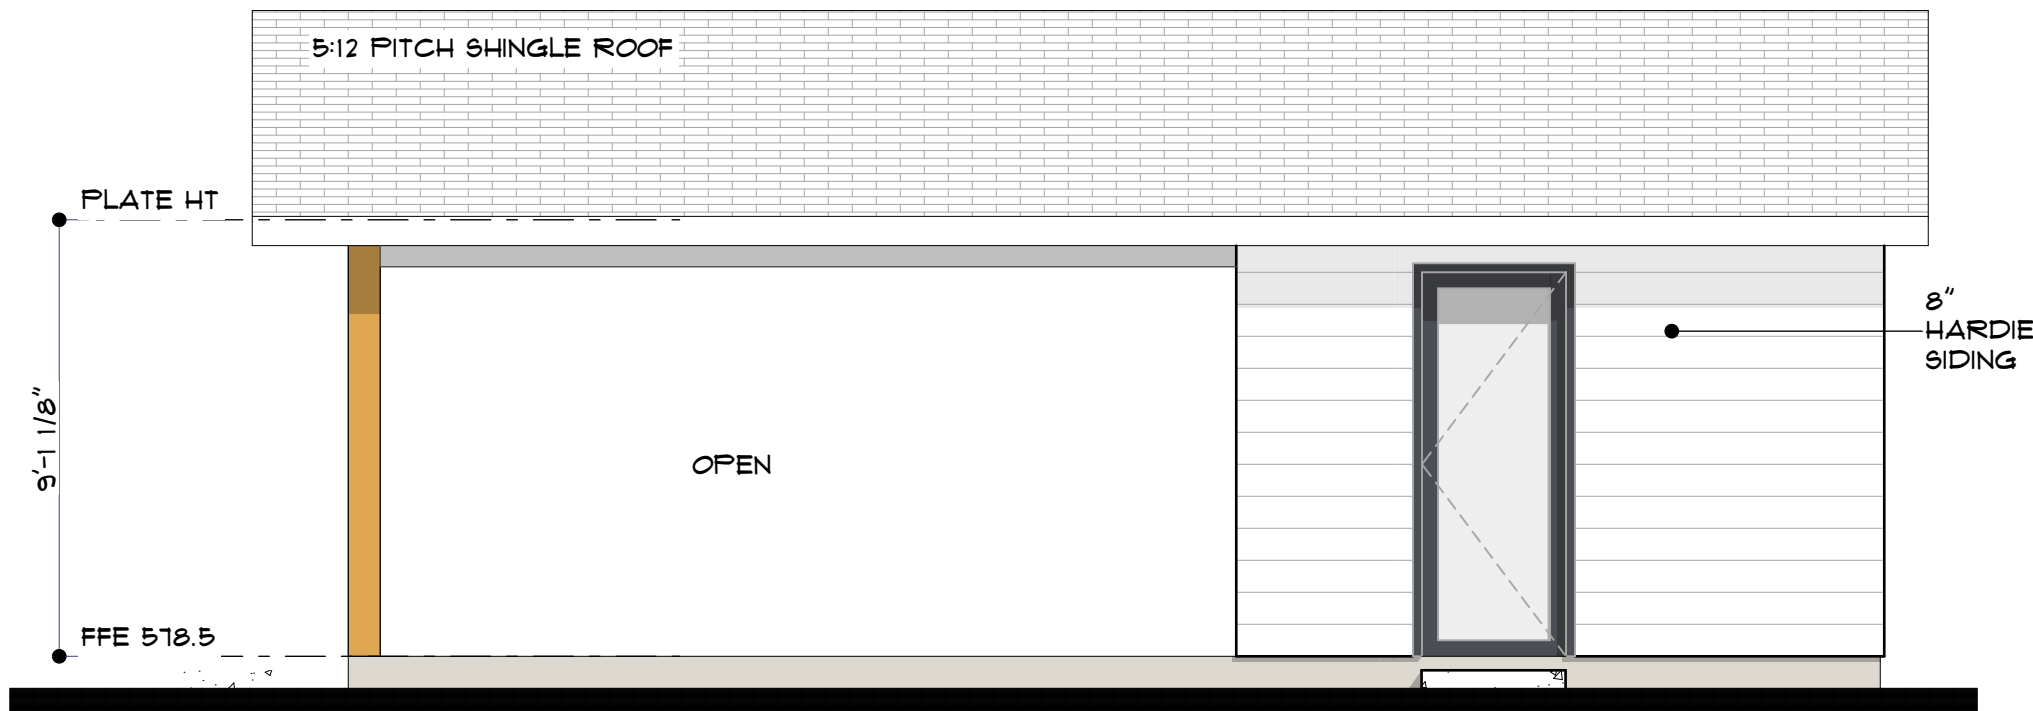 5:12 PITCH SHINGLE ROOF
PLATE HT
8"
HARDIE
SIDING
9'-1 1/8"
OPEN
FFE 578.5